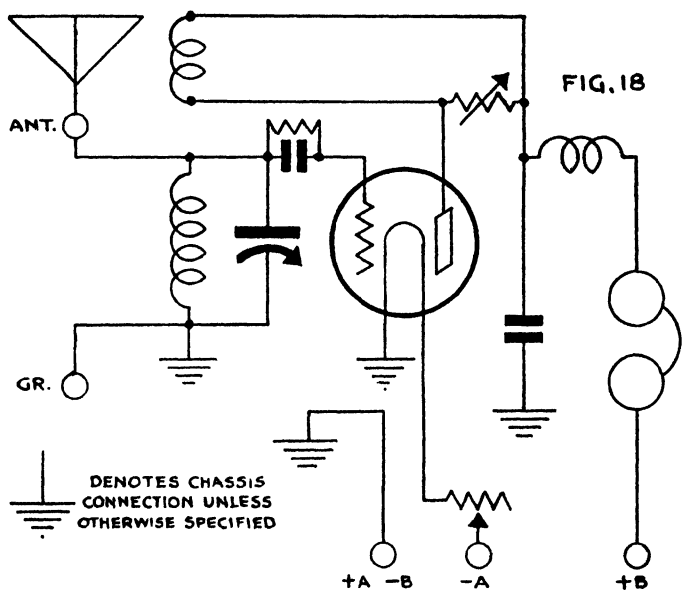 FIG.18
ANT.
GR.
DENOTES CHASSIS
CONNECTION UNLESS
OTHERWISE SPECIFIED
+A -B
-A
+B